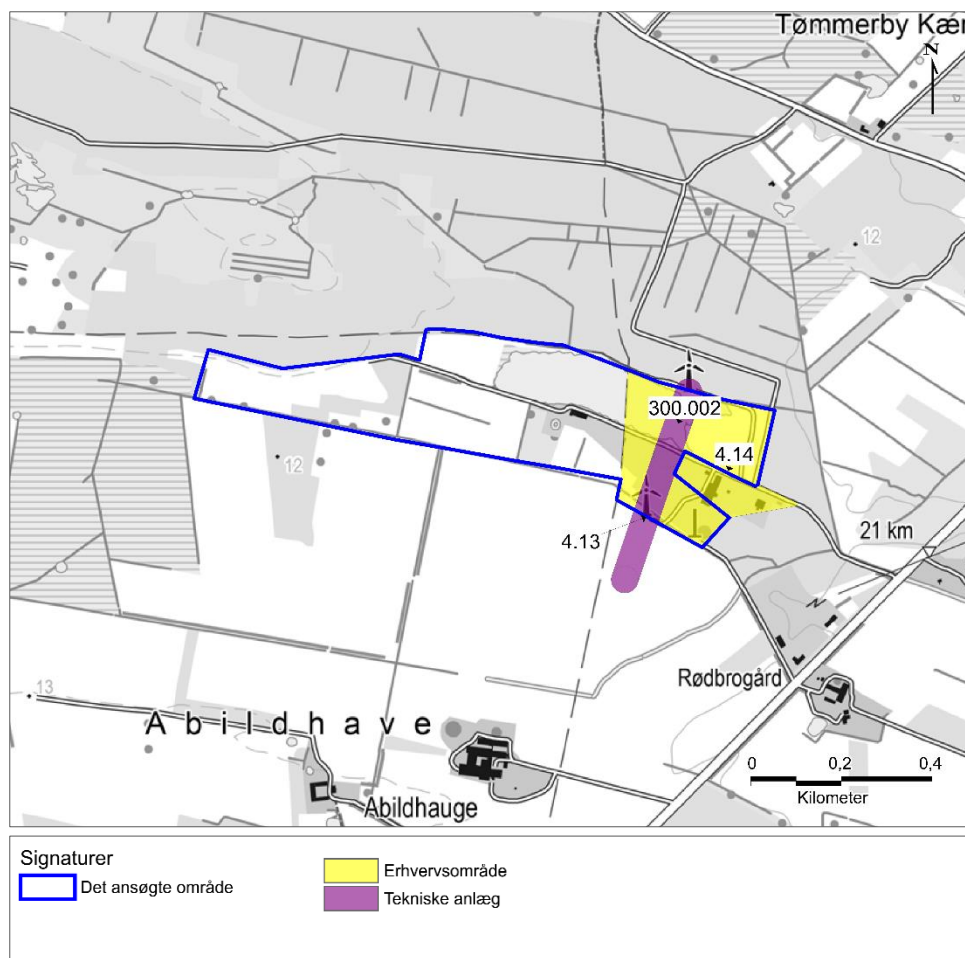 Tømmerby Kær
N
12
300.002
4.14
12
4.13
21 km
Rødbrogård
13
Abildhave
0 0,2 0,4
Kilometer
Abildhauge
Signaturer
Det ansøgte område
Erhvervsområde
Tekniske anlæg